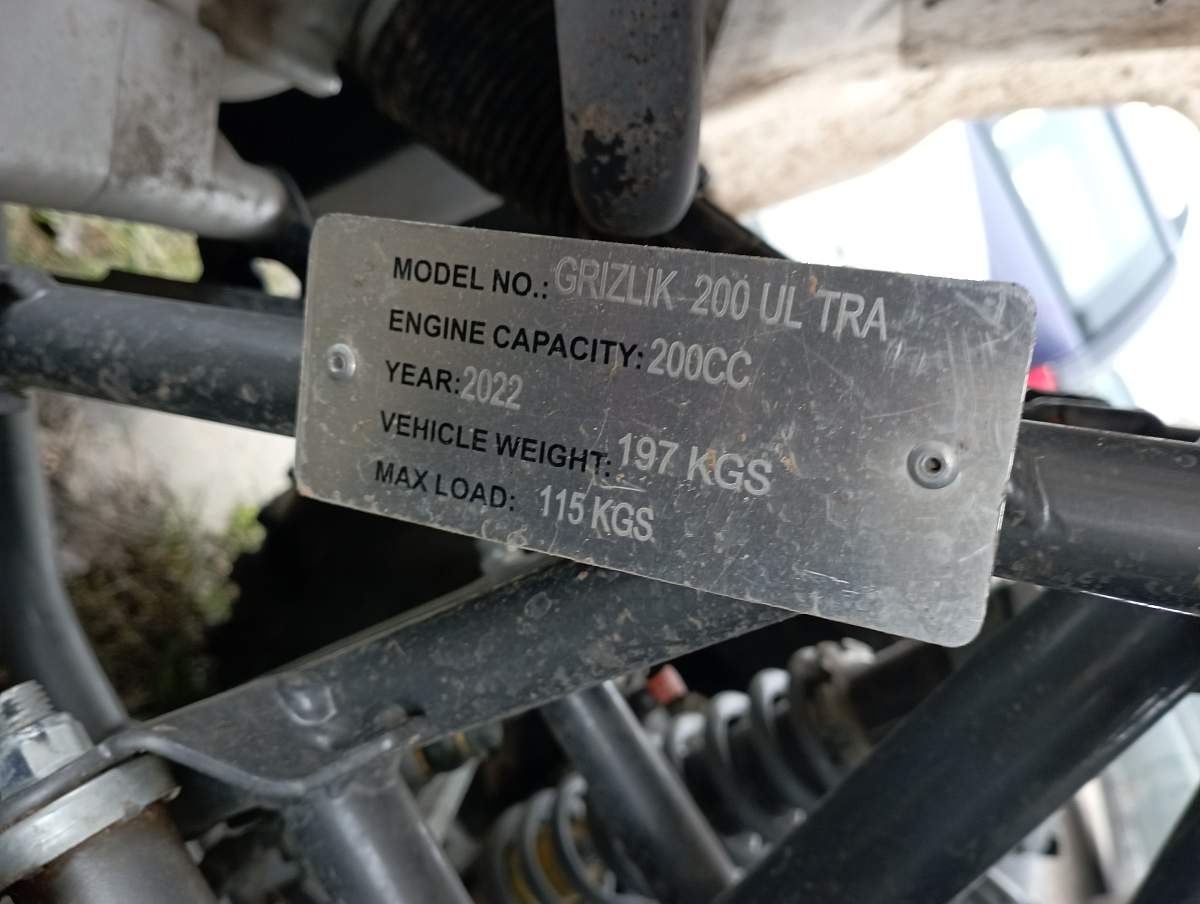 MODEL NO.: GRIZLIK 200 UL TRA
ENGINE CAPACITY: 200CC
YEAR: 2022
VEHICLE WEIGHT: 197 KGS
MAX LOAD: 115 KGS